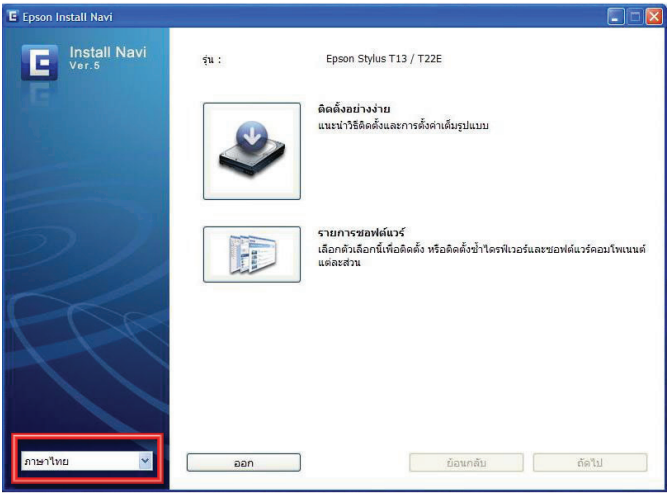 Epson Install Navi
Install Navi
Ver.5
รุ่น : Epson Stylus T13 / T22E
ติดตั้งอย่างง่าย
แนะนำวิธีติดตั้งและการตั้งค่าเต็มรูปแบบ
รายการซอฟต์แวร์
เลือกตัวเลือกนี้เพื่อติดตั้ง หรือติดตั้งซ้ำไดรฟ์เวอร์และซอฟต์แวร์คอมโพเนนต์
แต่ละส่วน
ภาษาไทย
ออก
ย้อนกลับ
ถัดไป